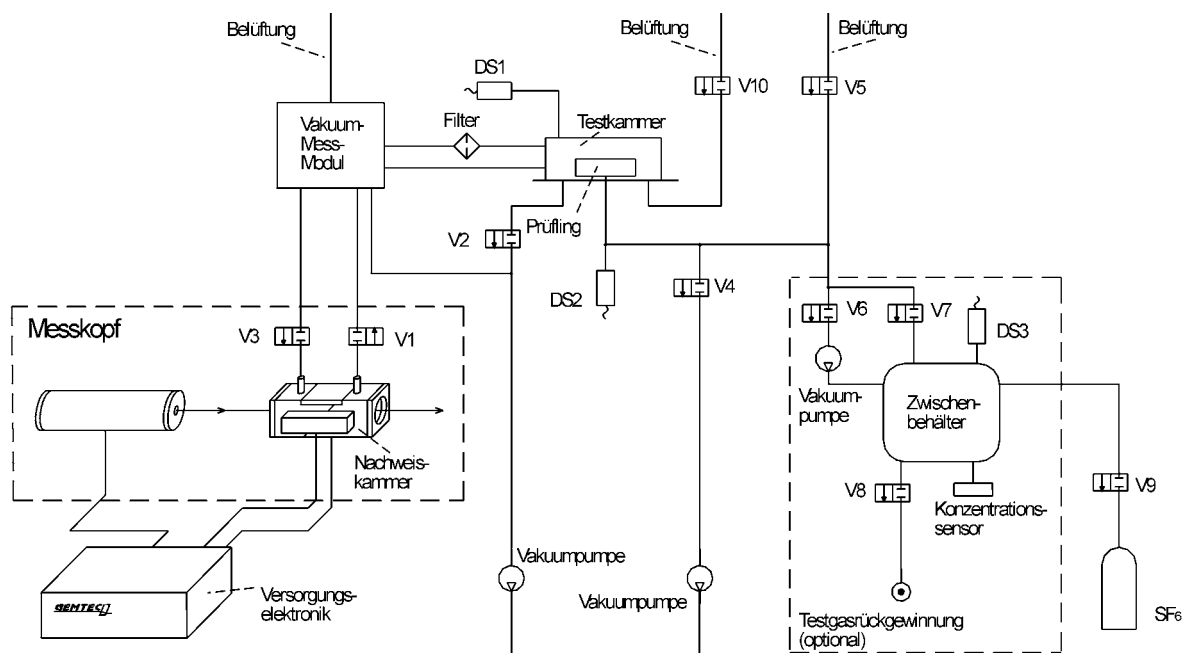 Belüftung
Belüftung
Belüftung
DS1
V10
V5
Vakuum-
Mess-
Modul
Filter
Testkammer
Prüfling
V2
DS2
V4
Messkopf
V3
V1
V6
V7
DS3
Vakuum-
pumpe
Zwischen-
behälter
Nachweis-
kammer
V8
V9
Konzentrations-
sensor
Vakuumpumpe
Vakuumpumpe
GEMTEC
Versorgungs-
elektronik
Testgasrückgewinnung
(optional)
SF6